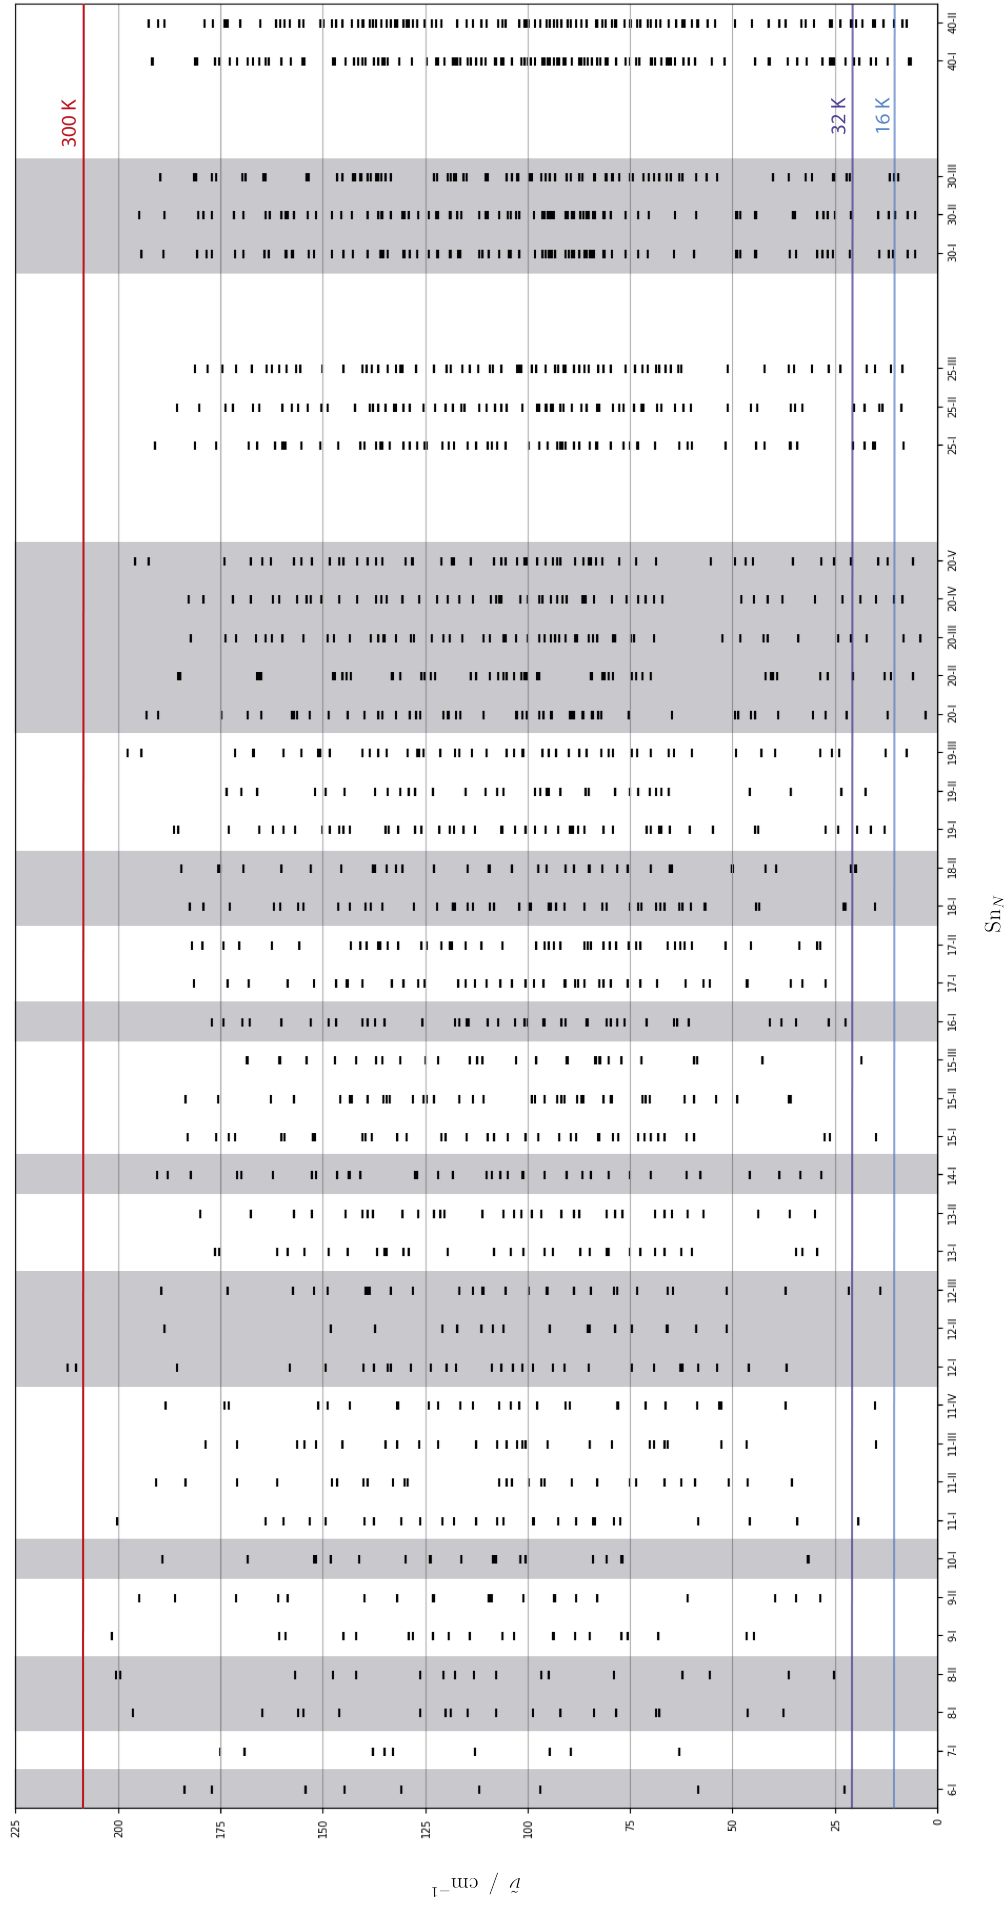 ν̃ / cm⁻¹
225
200
175
150
125
100
75
50
25
0
300 K
32 K
16 K
6-I 7-I 8-I 8-II 9-I 9-II 10-I 11-I 11-II 11-III 11-IV 12-I 12-II 12-III 13-I 13-II 14-I 15-I 15-II 15-III 16-I 17-I 17-II 18-I 18-II 19-I 19-II 19-III 20-I 20-II 20-III 20-IV 20-V 25-I 25-II 25-III 30-I 30-II 30-III 40-I 40-II
Sn_N